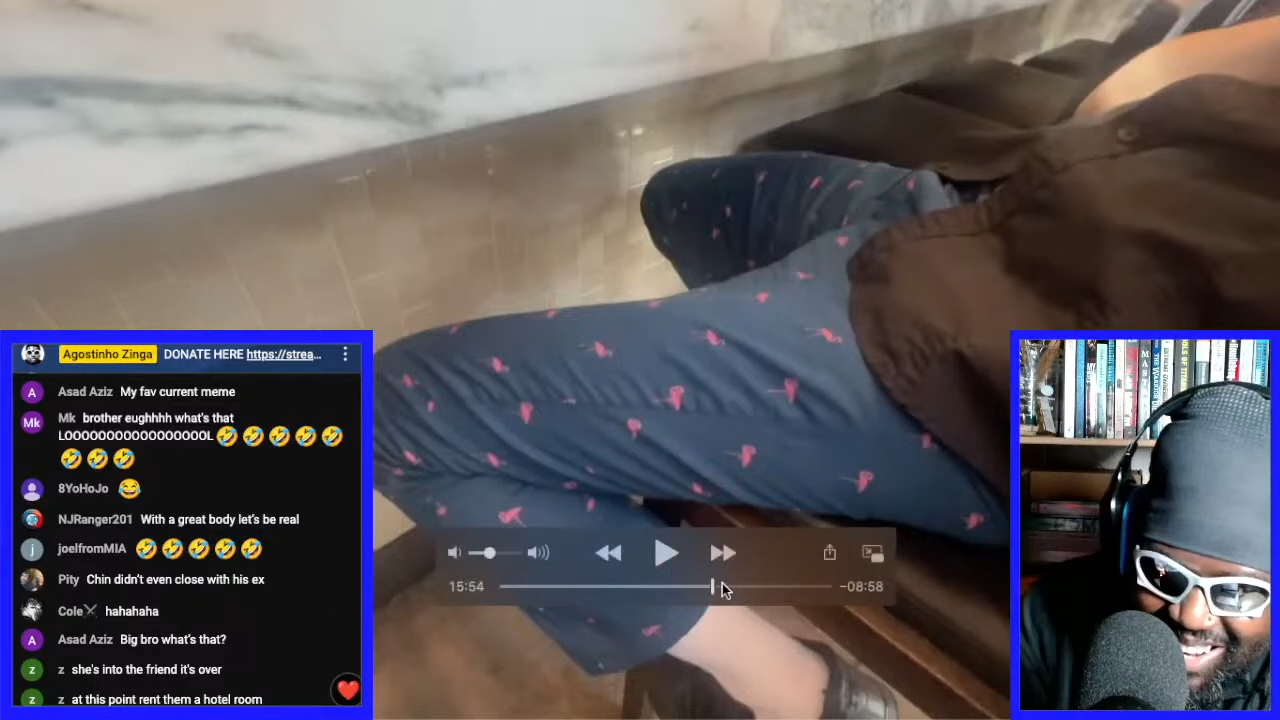 Agostinho Zinga DONATE HERE https://strea...
Asad Aziz My fav current meme
Mk Mk brother eughhhh what's that
LOOOOOOOOOOOOOOOOOL 🤣🤣🤣🤣🤣
🤣🤣🤣
8YoHoJo 😂
NJRanger201 With a great body let's be real
j joelfromMIA 🤣🤣🤣🤣🤣
Pity Chin didn't even close with his ex
Cole⚔ hahahaha
A Asad Aziz Big bro what's that?
z z she's into the friend it's over
z z at this point rent them a hotel room
15:54
-08:58